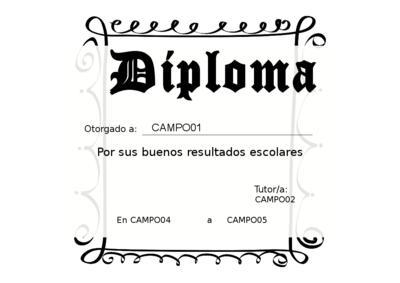 Diploma
Otorgado a: CAMPO01
Por sus buenos resultados escolares
Tutor/a:
CAMPO02
En CAMPO04 a CAMPO05